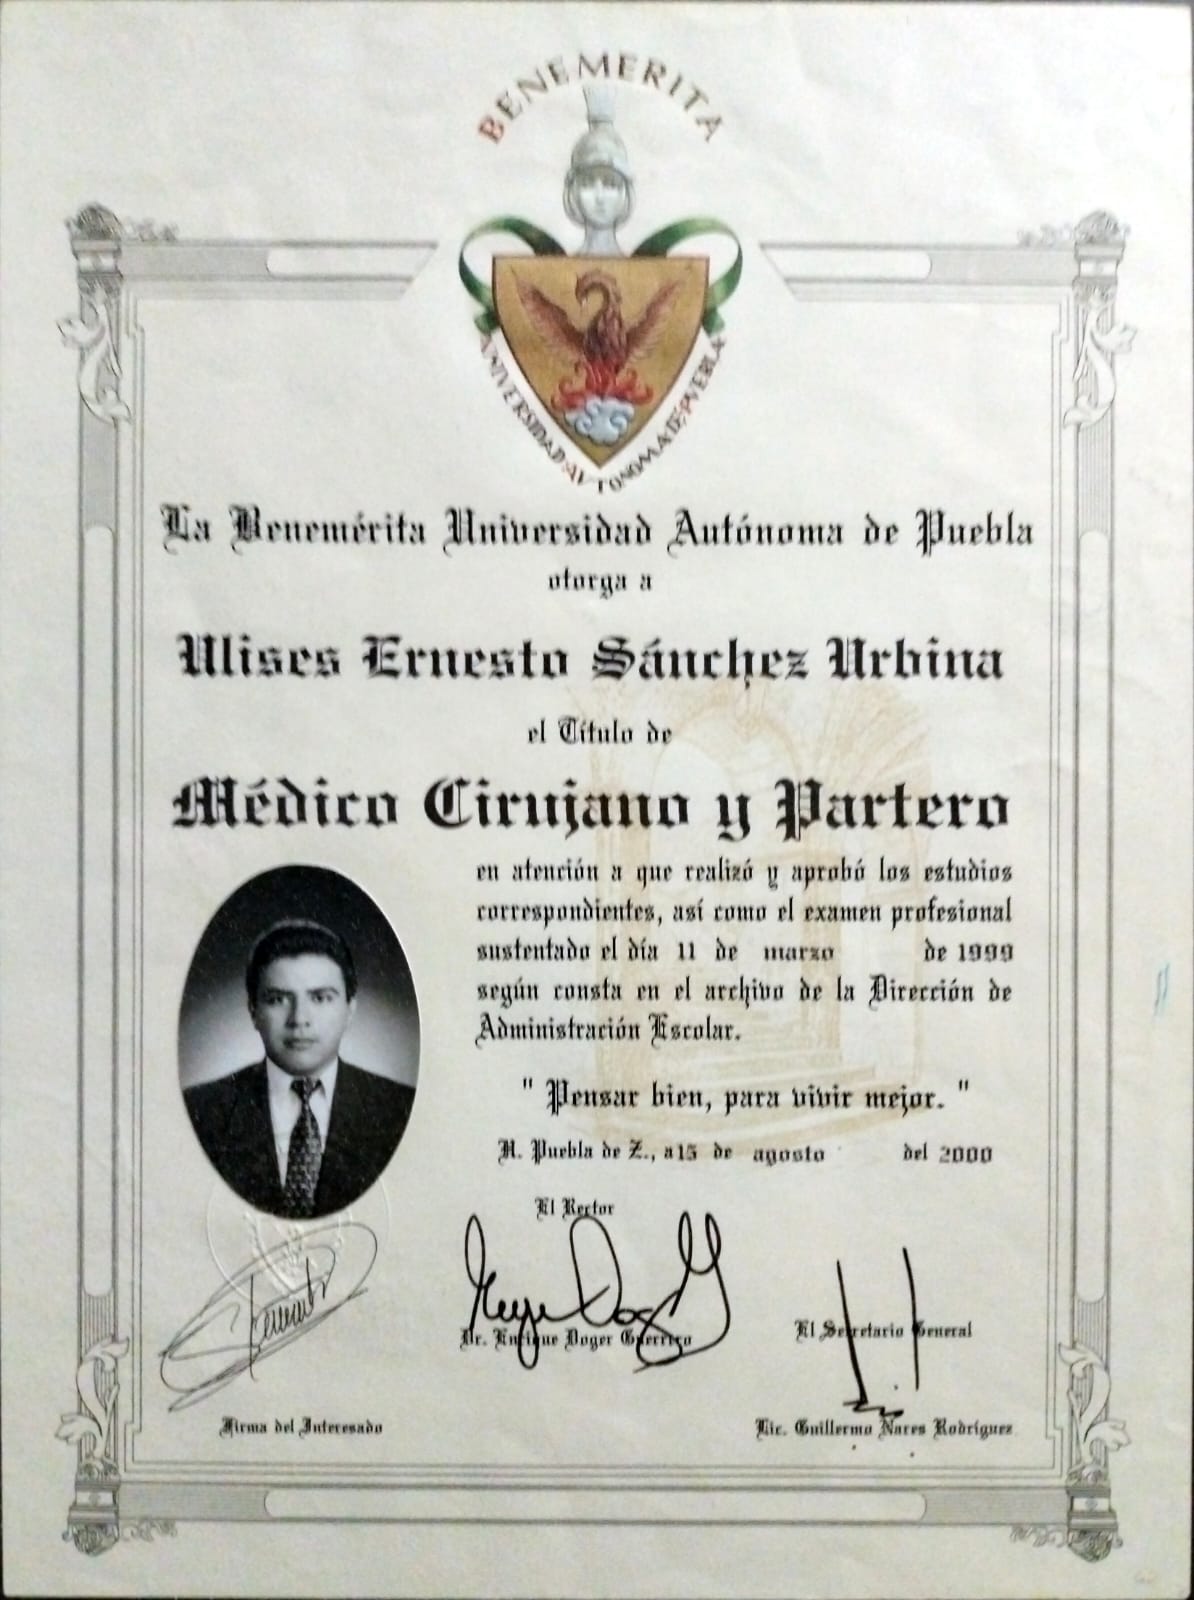 BENEMERITA
VNIVERSIDAD AVTONOMA DE PVEBLA
La Benemérita Universidad Autónoma de Puebla
otorga a
Ulises Ernesto Sánchez Urbina
el Título de
Médico Cirujano y Partero
en atención a que realizó y aprobó los estudios
correspondientes, así como el examen profesional
sustentado el día 11 de marzo de 1999
según consta en el archivo de la Dirección de
Administración Escolar.
" Pensar bien, para vivir mejor. "
H. Puebla de Z., a 15 de agosto del 2000
El Rector
Dr. Enrique Doger Guerrero
El Secretario General
Firma del Interesado
Lic. Guillermo Nares Rodríguez